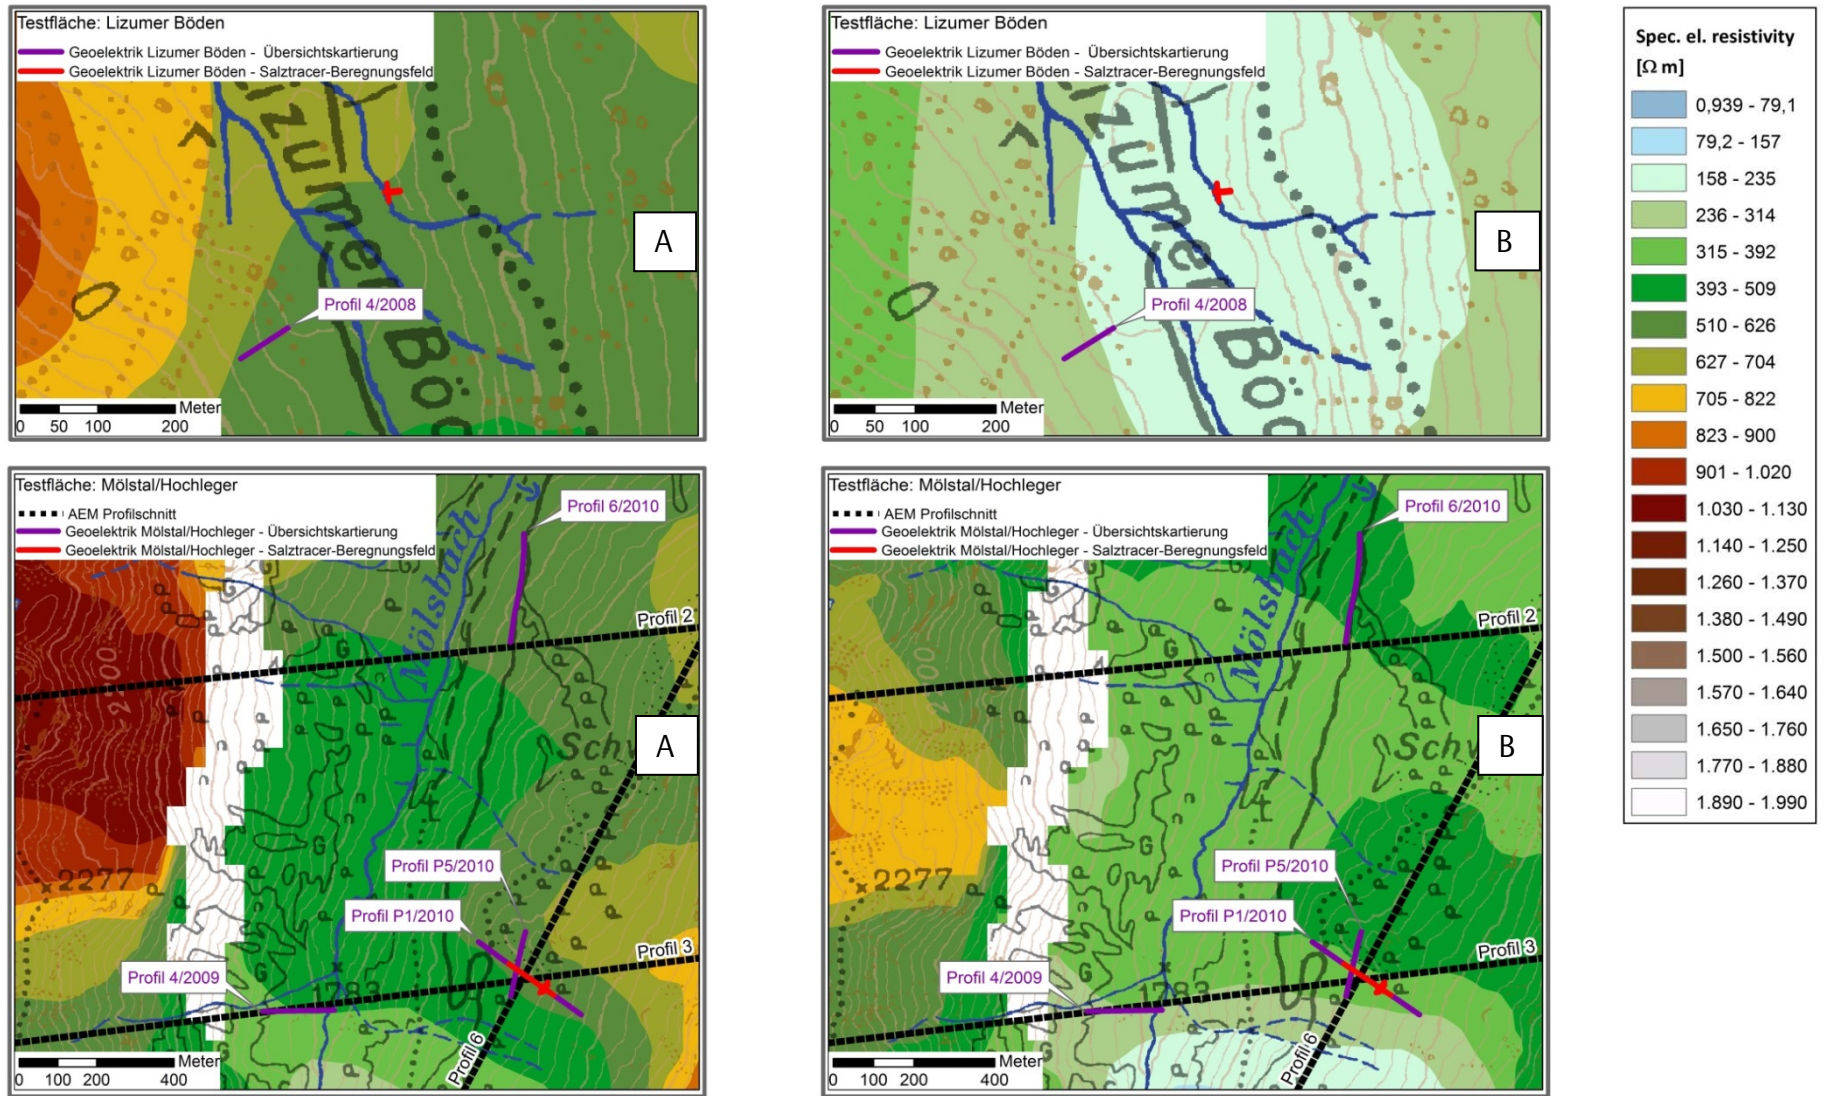 Testfläche: Lizumer Böden
Geoelektrik Lizumer Böden - Übersichtskartierung
Geoelektrik Lizumer Böden - Salztracer-Beregnungsfeld
izumer Bö
A
Profil 4/2008
Meter
0 50 100 200
Testfläche: Lizumer Böden
Geoelektrik Lizumer Böden - Übersichtskartierung
Geoelektrik Lizumer Böden - Salztracer-Beregnungsfeld
izumer Bö
B
Profil 4/2008
Meter
0 50 100 200
Spec. el. resistivity
[Ω m]
0,939 - 79,1
79,2 - 157
158 - 235
236 - 314
315 - 392
393 - 509
510 - 626
627 - 704
705 - 822
823 - 900
901 - 1.020
1.030 - 1.130
1.140 - 1.250
1.260 - 1.370
1.380 - 1.490
1.500 - 1.560
1.570 - 1.640
1.650 - 1.760
1.770 - 1.880
1.890 - 1.990
Testfläche: Mölstal/Hochleger
AEM Profilschnitt
Geoelektrik Mölstal/Hochleger - Übersichtskartierung
Geoelektrik Mölstal/Hochleger - Salztracer-Beregnungsfeld
Profil 6/2010
Mölsbach
Profil 2
2200
Schw
A
Profil P5/2010
2277
Profil P1/2010
Profil 3
Profil 4/2009
1783
Profil 6
Meter
0 100 200 400
Testfläche: Mölstal/Hochleger
AEM Profilschnitt
Geoelektrik Mölstal/Hochleger - Übersichtskartierung
Geoelektrik Mölstal/Hochleger - Salztracer-Beregnungsfeld
Profil 6/2010
Mölsbach
Profil 2
2200
Schw
B
Profil P5/2010
2277
Profil P1/2010
Profil 3
Profil 4/2009
1783
Profil 6
Meter
0 100 200 400